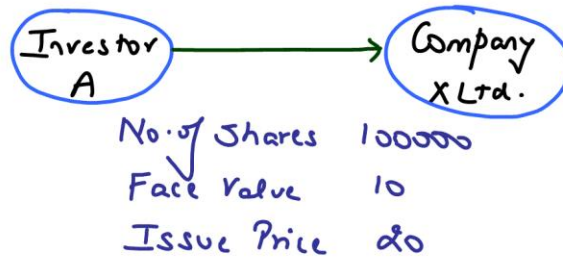 Investor
A
Company
X Ltd.
No. of Shares 100000
Face Value 10
Issue Price 20